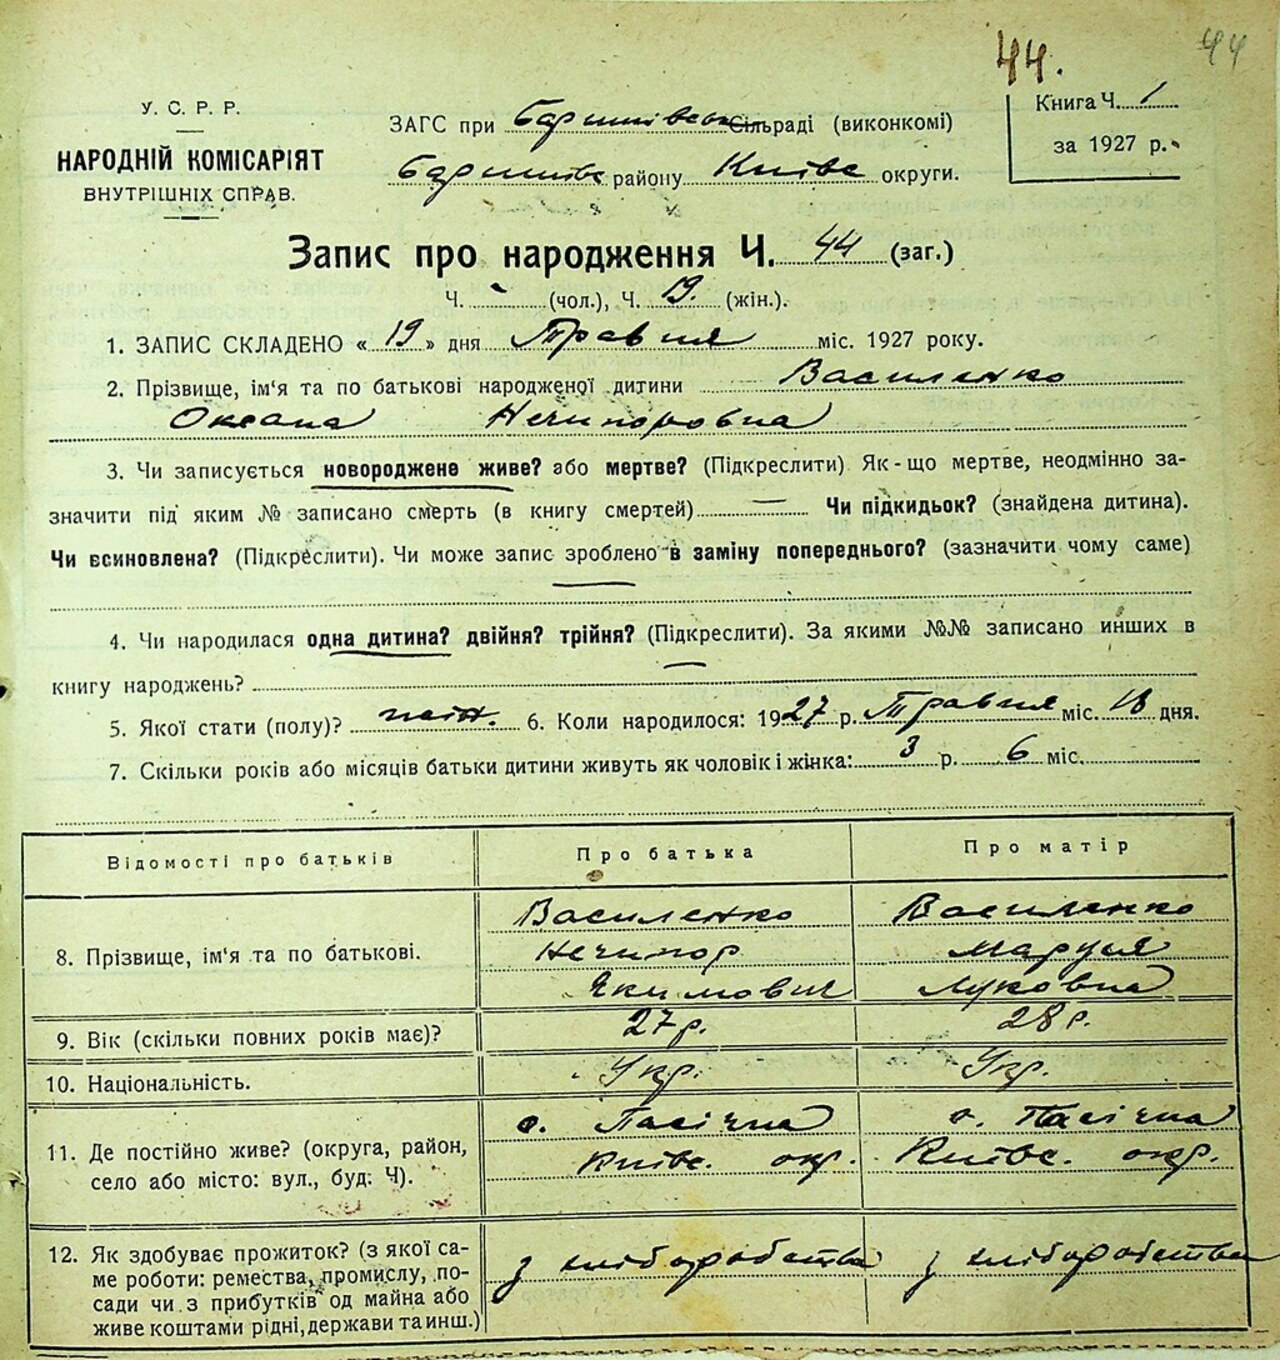 44.
44
У. С. Р. Р.
НАРОДНІЙ КОМІСАРІЯТ
ВНУТРІШНІХ СПРАВ.
ЗАГС при Баришівськ Сільраді (виконкомі)
Баришівс району Київс округи.
Книга Ч. 1
за 1927 р.
Запис про народження Ч. 44 (заг.)
Ч. - (чол.), Ч. 19. (жін.).
1. ЗАПИС СКЛАДЕНО « 19 » дня Травня міс. 1927 року.
2. Прізвище, ім'я та по батькові народженої дитини Василенко
Оксана Нечипоровна
3. Чи записується новороджене живе? або мертве? (Підкреслити) Як-що мертве, неодмінно за-
значити під яким № записано смерть (в книгу смертей) — Чи підкидьок? (знайдена дитина).
Чи всиновлена? (Підкреслити). Чи може запис зроблено в заміну попереднього? (зазначити чому саме)
—
4. Чи народилася одна дитина? двійня? трійня? (Підкреслити). За якими №№ записано инших в
книгу народжень? —
5. Якої стати (полу)? жін. 6. Коли народилося: 1927 р. Травня міс. 18 дня.
7. Скільки років або місяців батьки дитини живуть як чоловік і жінка: 3 р. 6 міс.
Відомості про батьків Про батька Про матір
8. Прізвище, ім'я та по батькові.
Василенко Василенко
Нечипор Маруся
Якимович Луковна
9. Вік (скільки повних років має)? 27 р. 28 р.
10. Національність. Укр. Укр.
11. Де постійно живе? (округа, район,
село або місто: вул., буд: Ч).
с. Пасічна с. Пасічна
Київс. окр. Київс. окр.
12. Як здобуває прожиток? (з якої са-
ме роботи: ремества, промислу, по-
сади чи з прибутків од майна або
живе коштами рідні, держави та инш.)
з хліборобства з хліборобства